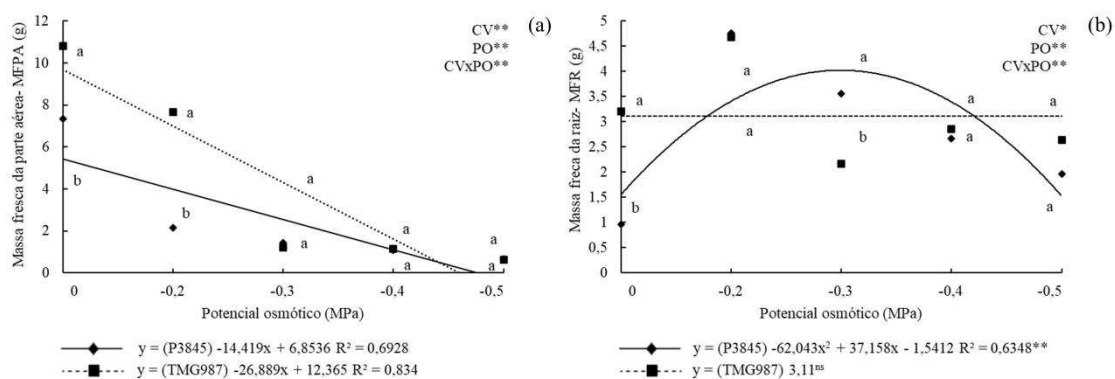 (a)
CV**
PO**
CVxPO**
Massa fresca da parte aérea- MFPA (g)
12
10
8
6
4
2
0
a
b
a
b
a
a
a
a
a
a
0
-0,2
-0,3
-0,4
-0,5
Potencial osmótico (MPa)
y = (P3845) -14,419x + 6,8536 R² = 0,6928
y = (TMG987) -26,889x + 12,365 R² = 0,834
(b)
CV*
PO**
CVxPO**
Massa freca da raiz- MFR (g)
5
4,5
4
3,5
3
2,5
2
1,5
1
0,5
0
a
b
a
a
a
b
a
a
a
a
0
-0,2
-0,3
-0,4
-0,5
Potencial osmótico (MPa)
y = (P3845) -62,043x² + 37,158x - 1,5412 R² = 0,6348**
y = (TMG987) 3,11ⁿˢ